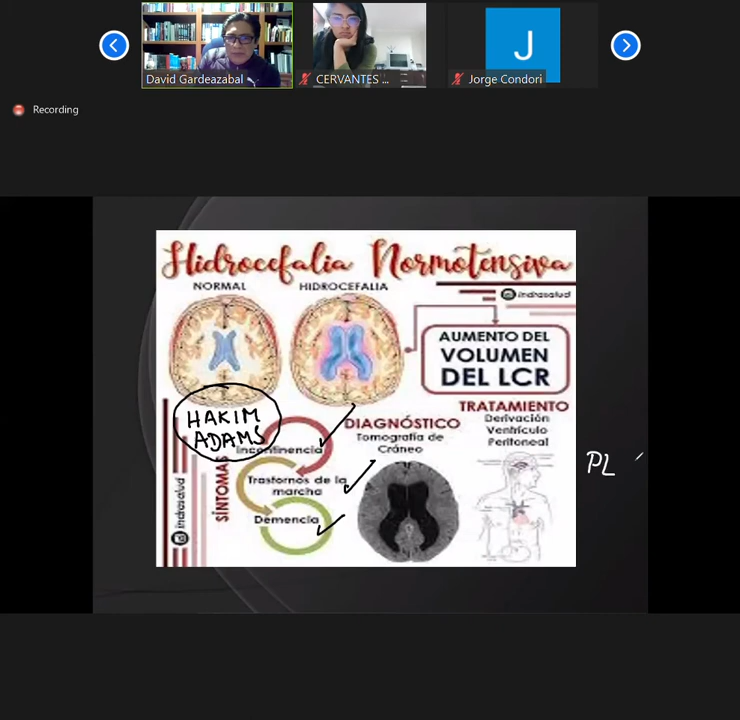 David Gardeazabal
CERVANTES ...
Jorge Condori
J
Recording
Hidrocefalia Normotensiva
NORMAL
HIDROCEFALIA
indrasalud
AUMENTO DEL
VOLUMEN
DEL LCR
HAKIM
ADAMS
SÍNTOMAS
Incontinencia
Trastornos de la
marcha
Demencia
DIAGNÓSTICO
Tomografía de
Cráneo
TRATAMIENTO
Derivación
Ventrículo
Peritoneal
PL
indrasalud